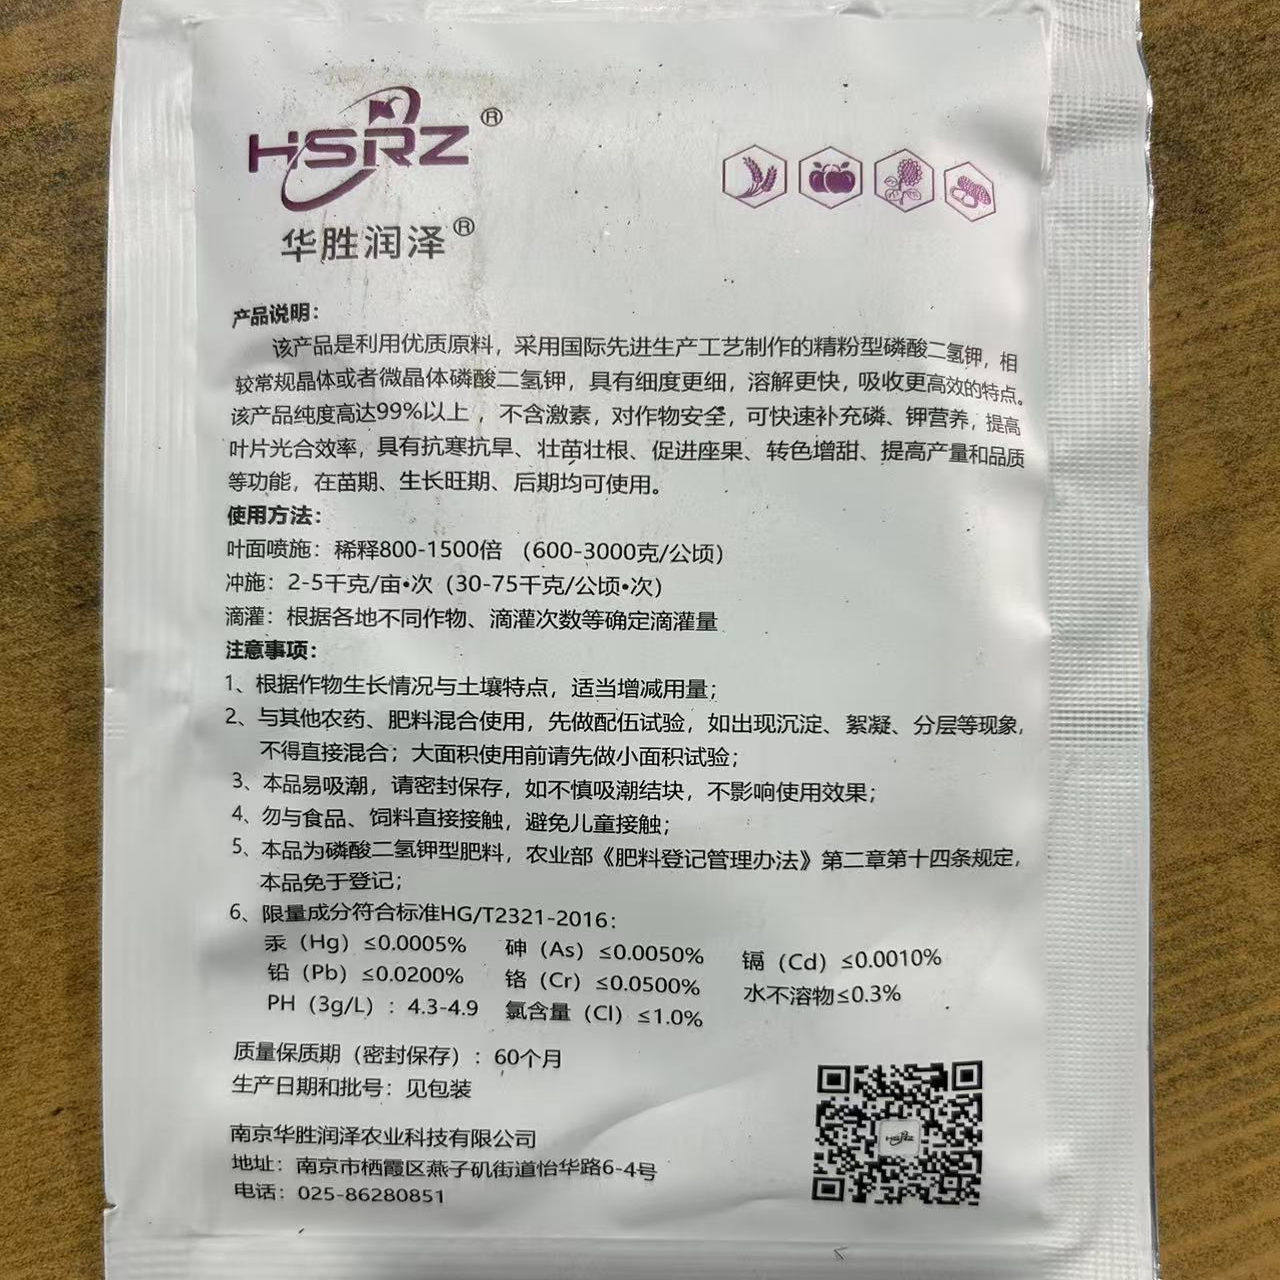 HSRZ®
华胜润泽®
产品说明：
该产品是利用优质原料，采用国际先进生产工艺制作的精粉型磷酸二氢钾，相
较常规晶体或者微晶体磷酸二氢钾，具有细度更细，溶解更快，吸收更高效的特点。
该产品纯度高达99%以上，不含激素，对作物安全，可快速补充磷、钾营养，提高
叶片光合效率，具有抗寒抗旱、壮苗壮根、促进座果、转色增甜、提高产量和品质
等功能，在苗期、生长旺期、后期均可使用。
使用方法：
叶面喷施：稀释800-1500倍 （600-3000克/公顷）
冲施：2-5千克/亩•次（30-75千克/公顷•次）
滴灌：根据各地不同作物、滴灌次数等确定滴灌量
注意事项：
1、根据作物生长情况与土壤特点，适当增减用量；
2、与其他农药、肥料混合使用，先做配伍试验，如出现沉淀、絮凝、分层等现象，
不得直接混合；大面积使用前请先做小面积试验；
3、本品易吸潮，请密封保存，如不慎吸潮结块，不影响使用效果；
4、勿与食品、饲料直接接触，避免儿童接触；
5、本品为磷酸二氢钾型肥料，农业部《肥料登记管理办法》第二章第十四条规定，
本品免于登记；
6、限量成分符合标准HG/T2321-2016：
汞（Hg）≤0.0005% 砷（As）≤0.0050% 镉（Cd）≤0.0010%
铅（Pb）≤0.0200% 铬（Cr）≤0.0500% 水不溶物≤0.3%
PH（3g/L）：4.3-4.9 氯含量（Cl）≤1.0%
质量保质期（密封保存）：60个月
生产日期和批号：见包装
南京华胜润泽农业科技有限公司
地址：南京市栖霞区燕子矶街道怡华路6-4号
电话：025-86280851
HSRZ